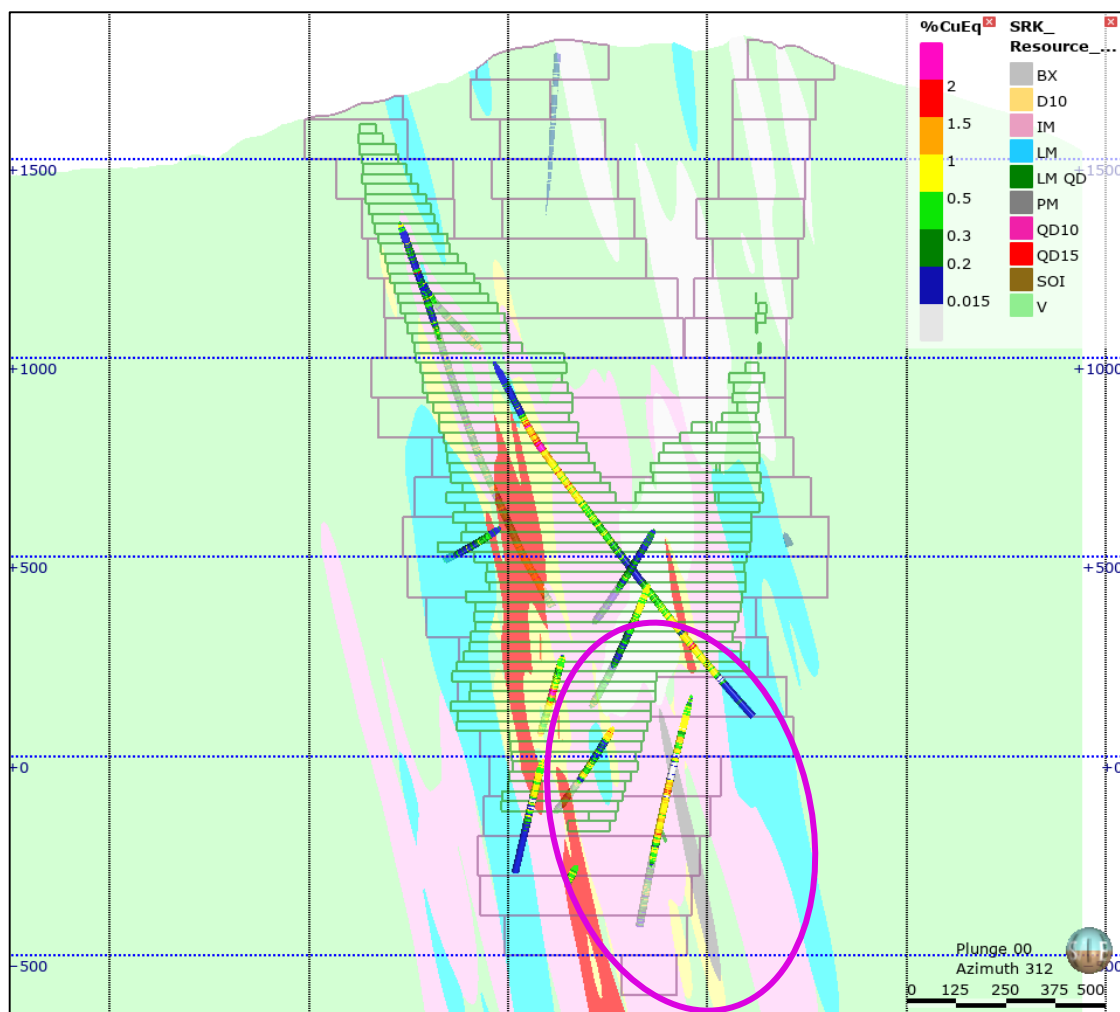 %CuEq
2
1.5
1
0.5
0.3
0.2
0.015
SRK_
Resource_...
BX
D10
IM
LM
LM QD
PM
QD10
QD15
SOI
V
+1500
+1500
+1000
+1000
+500
+500
+0
+0
-500
Plunge 00
Azimuth 312
0 125 250 375 500